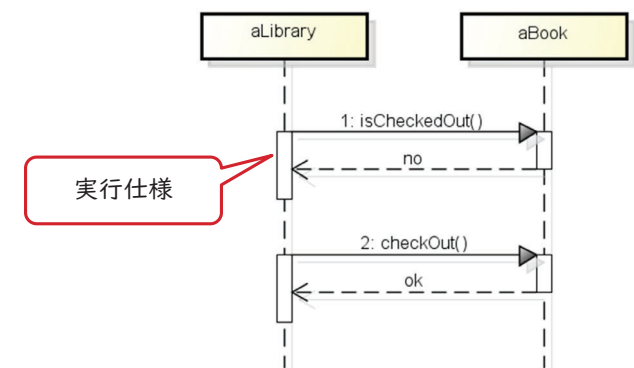 aLibrary
aBook
1: isCheckedOut()
no
実行仕様
2: checkOut()
ok